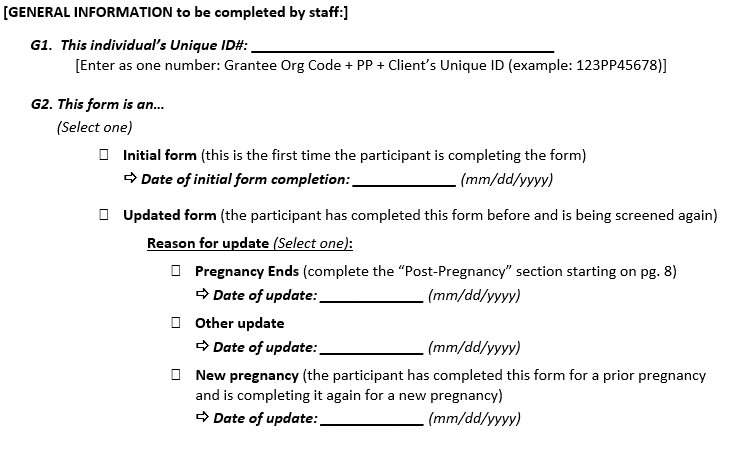 [GENERAL INFORMATION to be completed by staff:]
G1. This individual's Unique ID#: ___________________________
[Enter as one number: Grantee Org Code + PP + Client's Unique ID (example: 123PP45678)]
G2. This form is an...
(Select one)
☐ Initial form (this is the first time the participant is completing the form)
⇨ Date of initial form completion: ______________ (mm/dd/yyyy)
☐ Updated form (the participant has completed this form before and is being screened again)
Reason for update (Select one):
☐ Pregnancy Ends (complete the “Post-Pregnancy” section starting on pg. 8)
⇨ Date of update: ______________ (mm/dd/yyyy)
☐ Other update
⇨ Date of update: ______________ (mm/dd/yyyy)
☐ New pregnancy (the participant has completed this form for a prior pregnancy
and is completing it again for a new pregnancy)
⇨ Date of update: ______________ (mm/dd/yyyy)